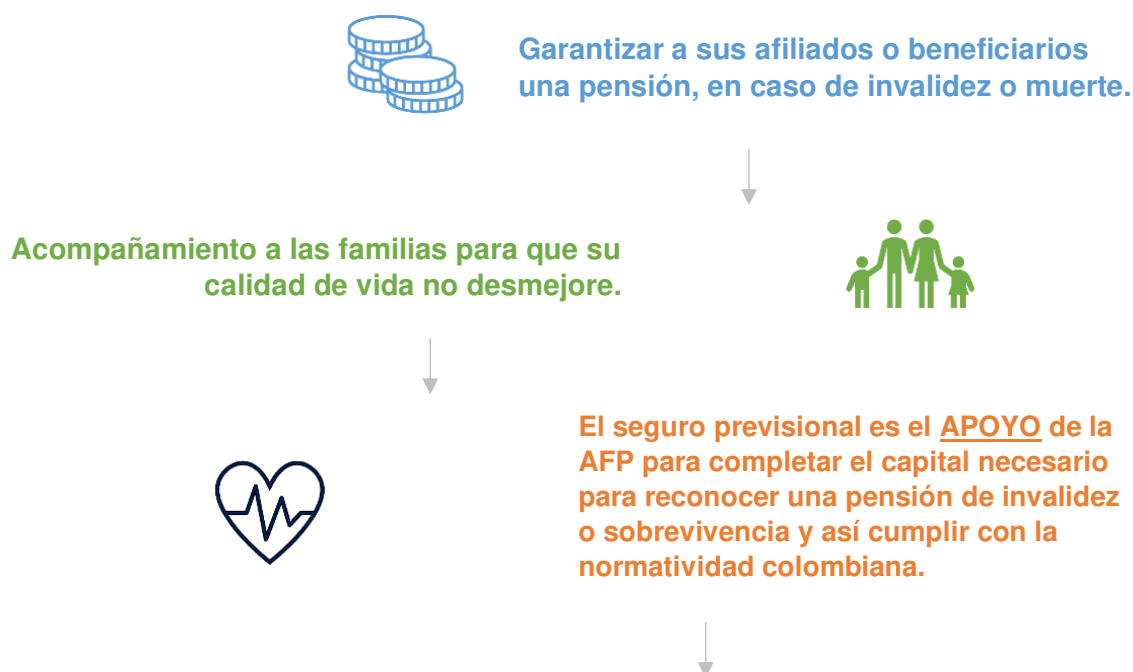 Garantizar a sus afiliados o beneficiarios
una pensión, en caso de invalidez o muerte.
Acompañamiento a las familias para que su
calidad de vida no desmejore.
El seguro previsional es el APOYO de la
AFP para completar el capital necesario
para reconocer una pensión de invalidez
o sobrevivencia y así cumplir con la
normatividad colombiana.